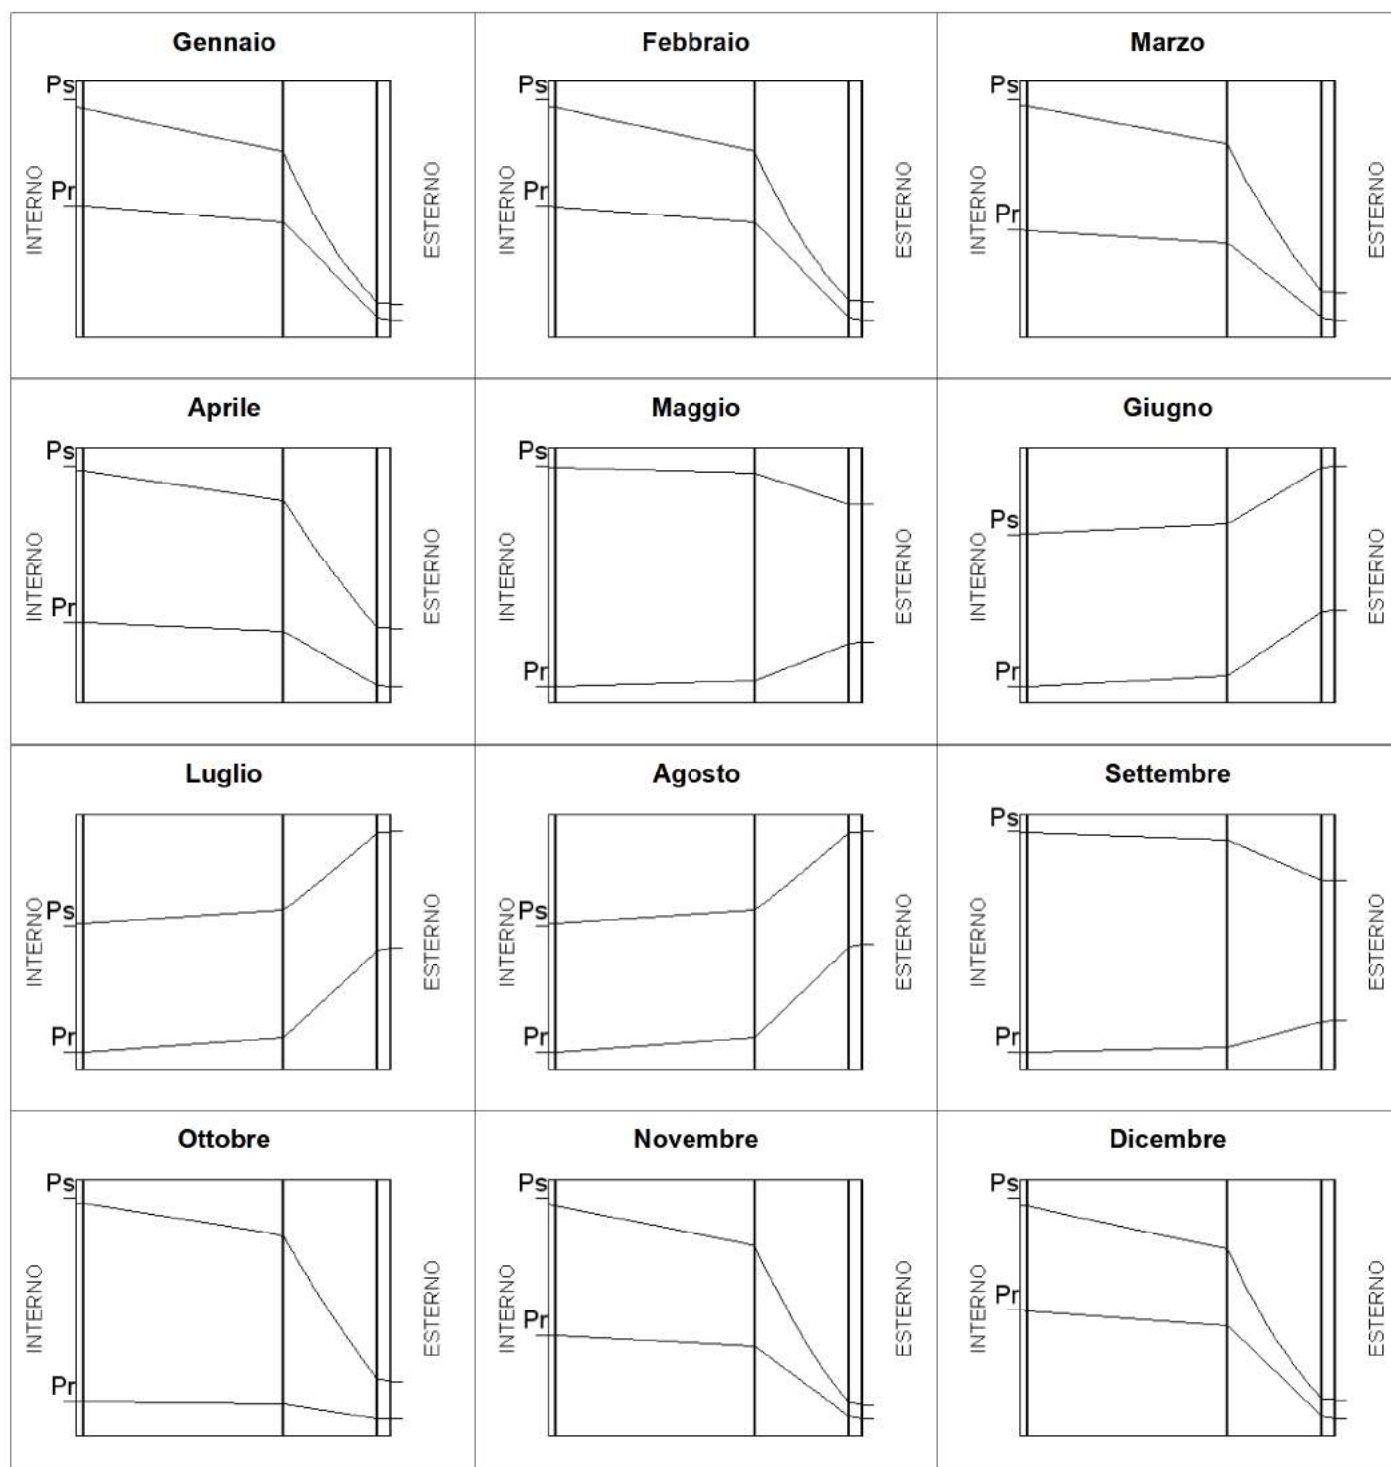 Gennaio
Ps
Pr
INTERNO
ESTERNO
Febbraio
Ps
Pr
INTERNO
ESTERNO
Marzo
Ps
Pr
INTERNO
ESTERNO
Aprile
Ps
Pr
INTERNO
ESTERNO
Maggio
Ps
Pr
INTERNO
ESTERNO
Giugno
Ps
Pr
INTERNO
ESTERNO
Luglio
Ps
Pr
INTERNO
ESTERNO
Agosto
Ps
Pr
INTERNO
ESTERNO
Settembre
Ps
Pr
INTERNO
ESTERNO
Ottobre
Ps
Pr
INTERNO
ESTERNO
Novembre
Ps
Pr
INTERNO
ESTERNO
Dicembre
Ps
Pr
INTERNO
ESTERNO